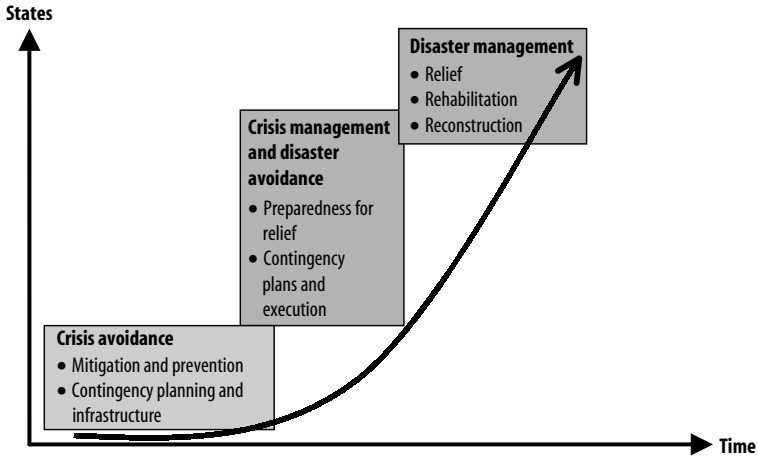 States
Disaster management
• Relief
• Rehabilitation
• Reconstruction
Crisis management
and disaster
avoidance
• Preparedness for
relief
• Contingency
plans and
execution
Crisis avoidance
• Mitigation and prevention
• Contingency planning and
infrastructure
Time